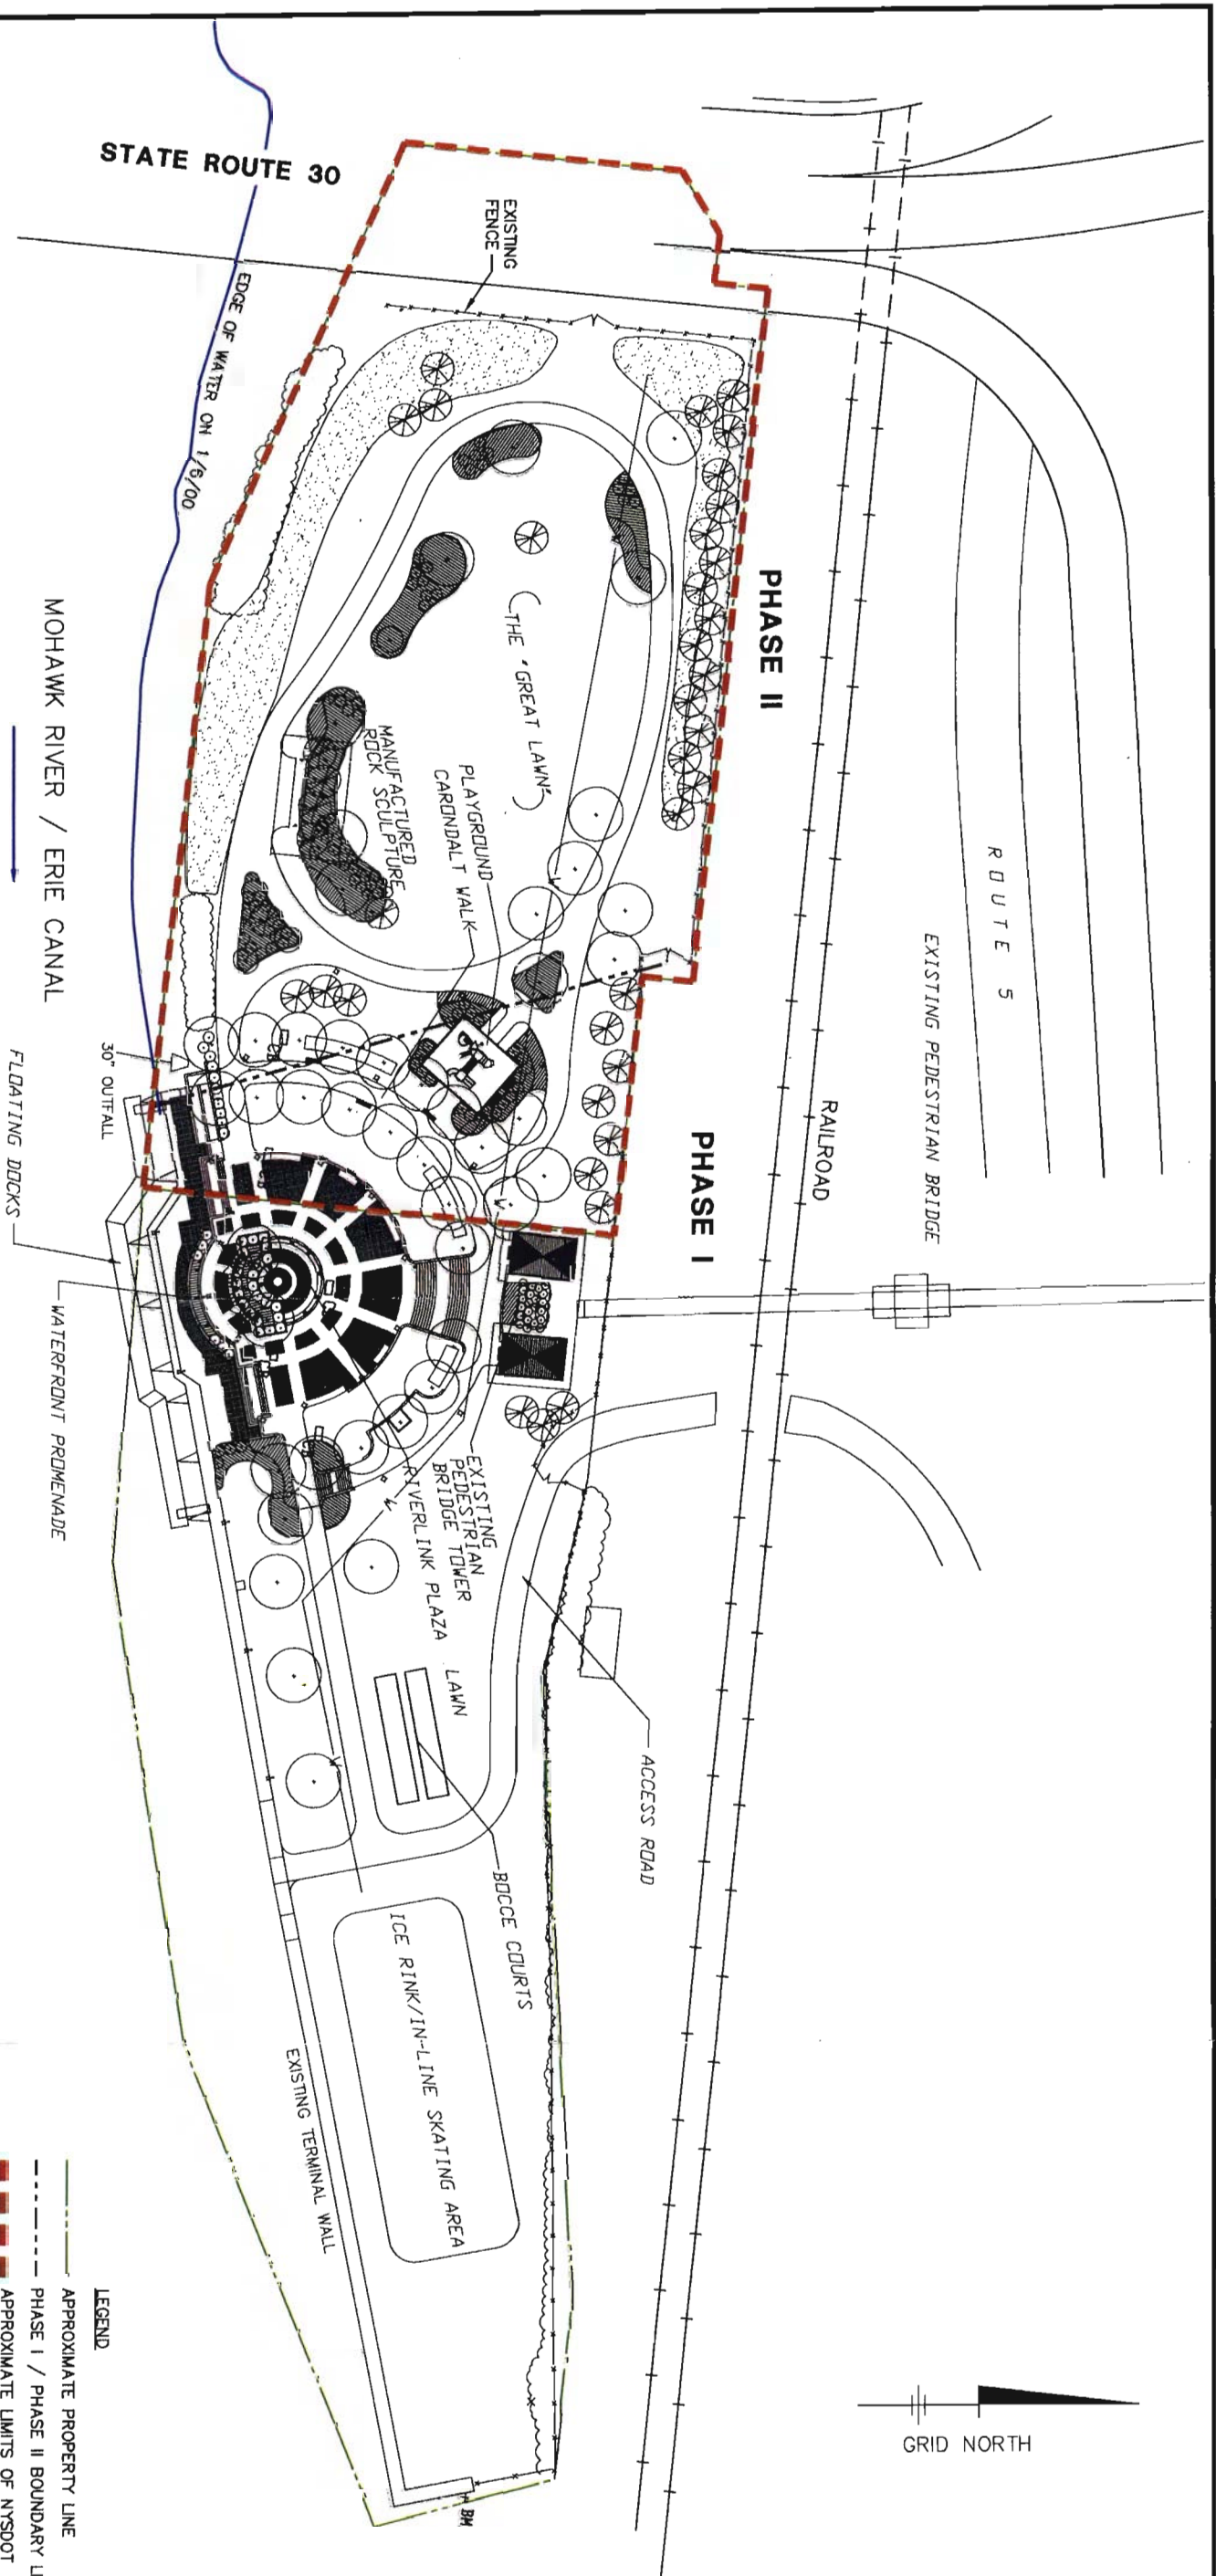 STATE ROUTE 30
EXISTING
FENCE
EDGE OF WATER ON 1/6/00
PHASE II
THE "GREAT LAWN"
MANUFACTURED
ROCK SCULPTURE
PLAYGROUND
CARONDALT WALK
MOHAWK RIVER / ERIE CANAL
ROUTE 5
EXISTING PEDESTRIAN BRIDGE
RAILROAD
PHASE I
30" OUTFALL
FLOATING DOCKS
WATERFRONT PROMENADE
EXISTING
PEDESTRIAN
BRIDGE TOWER
RIVERLINK PLAZA
LAWN
ACCESS ROAD
BOCCE COURTS
ICE RINK/IN-LINE SKATING AREA
EXISTING TERMINAL WALL
BM
GRID NORTH
LEGEND
APPROXIMATE PROPERTY LINE
PHASE I / PHASE II BOUNDARY LI
APPROXIMATE LIMITS OF NYSDOT